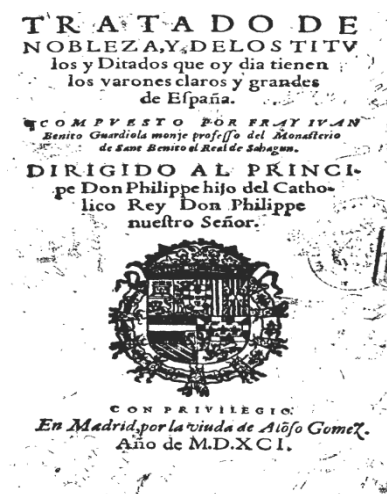 TRATADO DE
NOBLEZA, Y, DE LOS TITV
los y Ditados que oy dia tienen
los varones claros y grandes
de Eſpaña.
COMPVESTO POR FRAY IVAN
Benito Guardiola monje profeſſo del Monaſterio
de Sant Benito el Real de Sahagun.
DIRIGIDO AL PRINCI-
pe Don Philippe hijo del Catho-
lico Rey Don Philippe
nueſtro Señor.
CON PRIVILEGIO.
En Madrid, por la viuda de Alõſo Gomez.
Año de M.D.XCI.